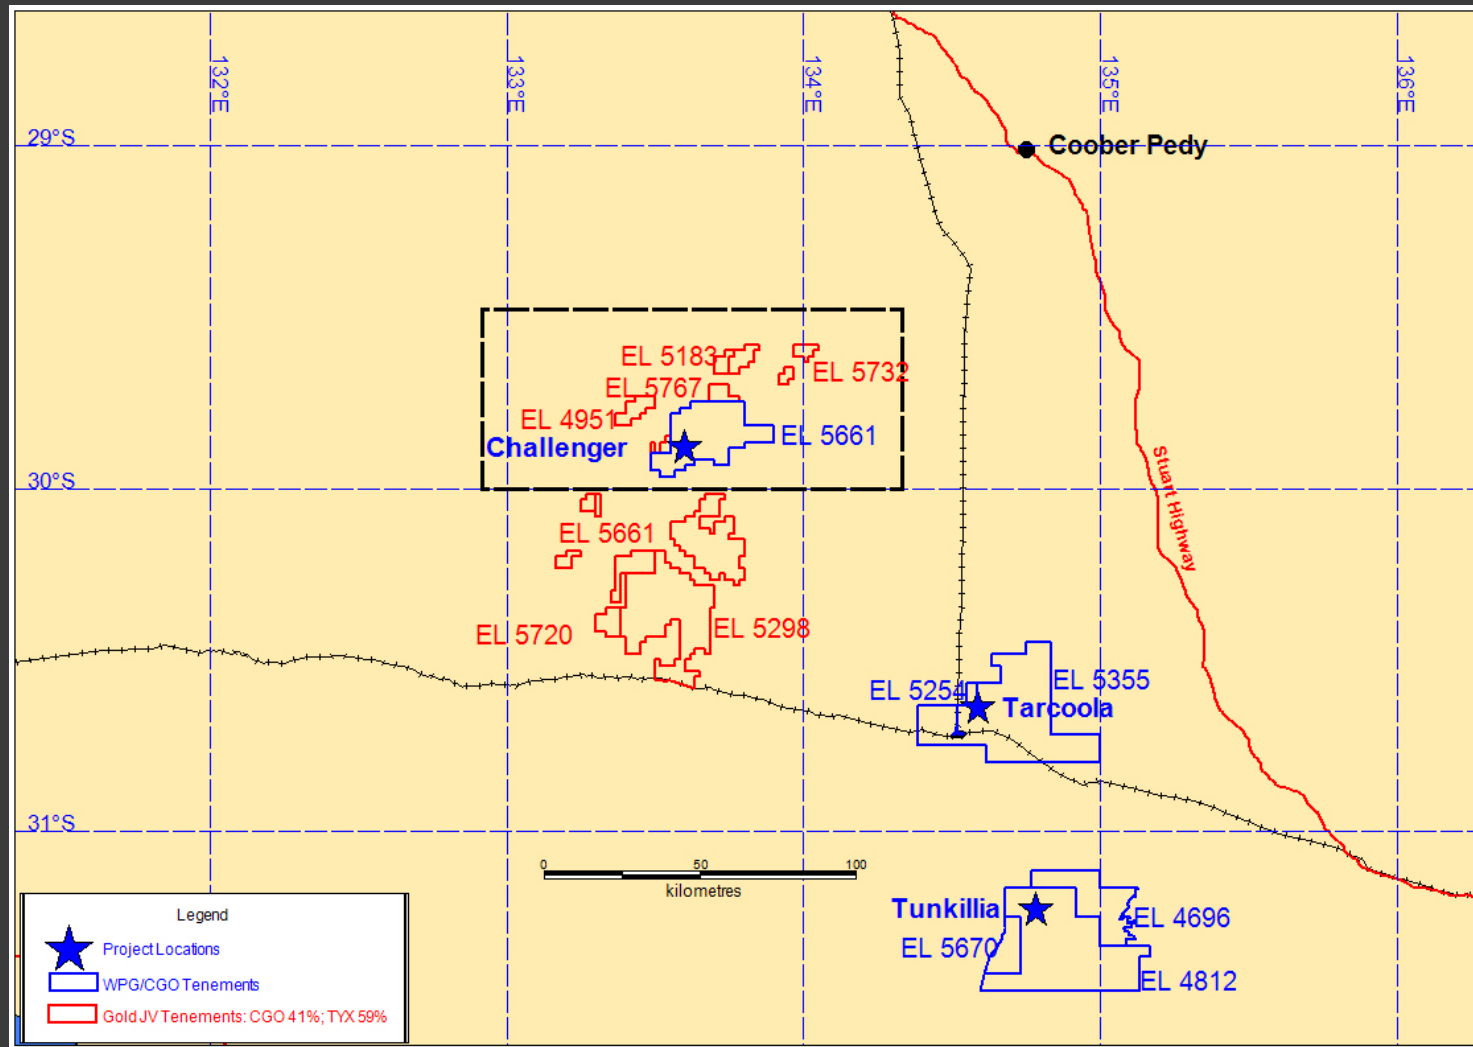 132°E
133°E
134°E
135°E
136°E
29°S
Coober Pedy
EL 5183
EL 5732
EL 5767
EL 4951
EL 5661
Challenger
Stuart Highway
30°S
EL 5661
EL 5720
EL 5298
EL 5254
EL 5355
Tarcoola
31°S
0 50 100
kilometres
Tunkillia
EL 4696
EL 5670
EL 4812
Legend
Project Locations
WPG/CGO Tenements
Gold JV Tenements: CGO 41%; TYX 59%